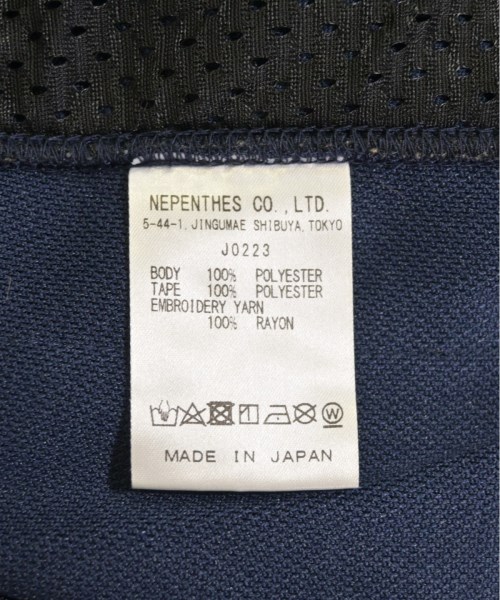 NEPENTHES CO.,LTD.
5-44-1, JINGUMAE SHIBUYA, TOKYO
J0223
BODY 100% POLYESTER
TAPE 100% POLYESTER
EMBROIDERY YARN
100% RAYON
W
MADE IN JAPAN